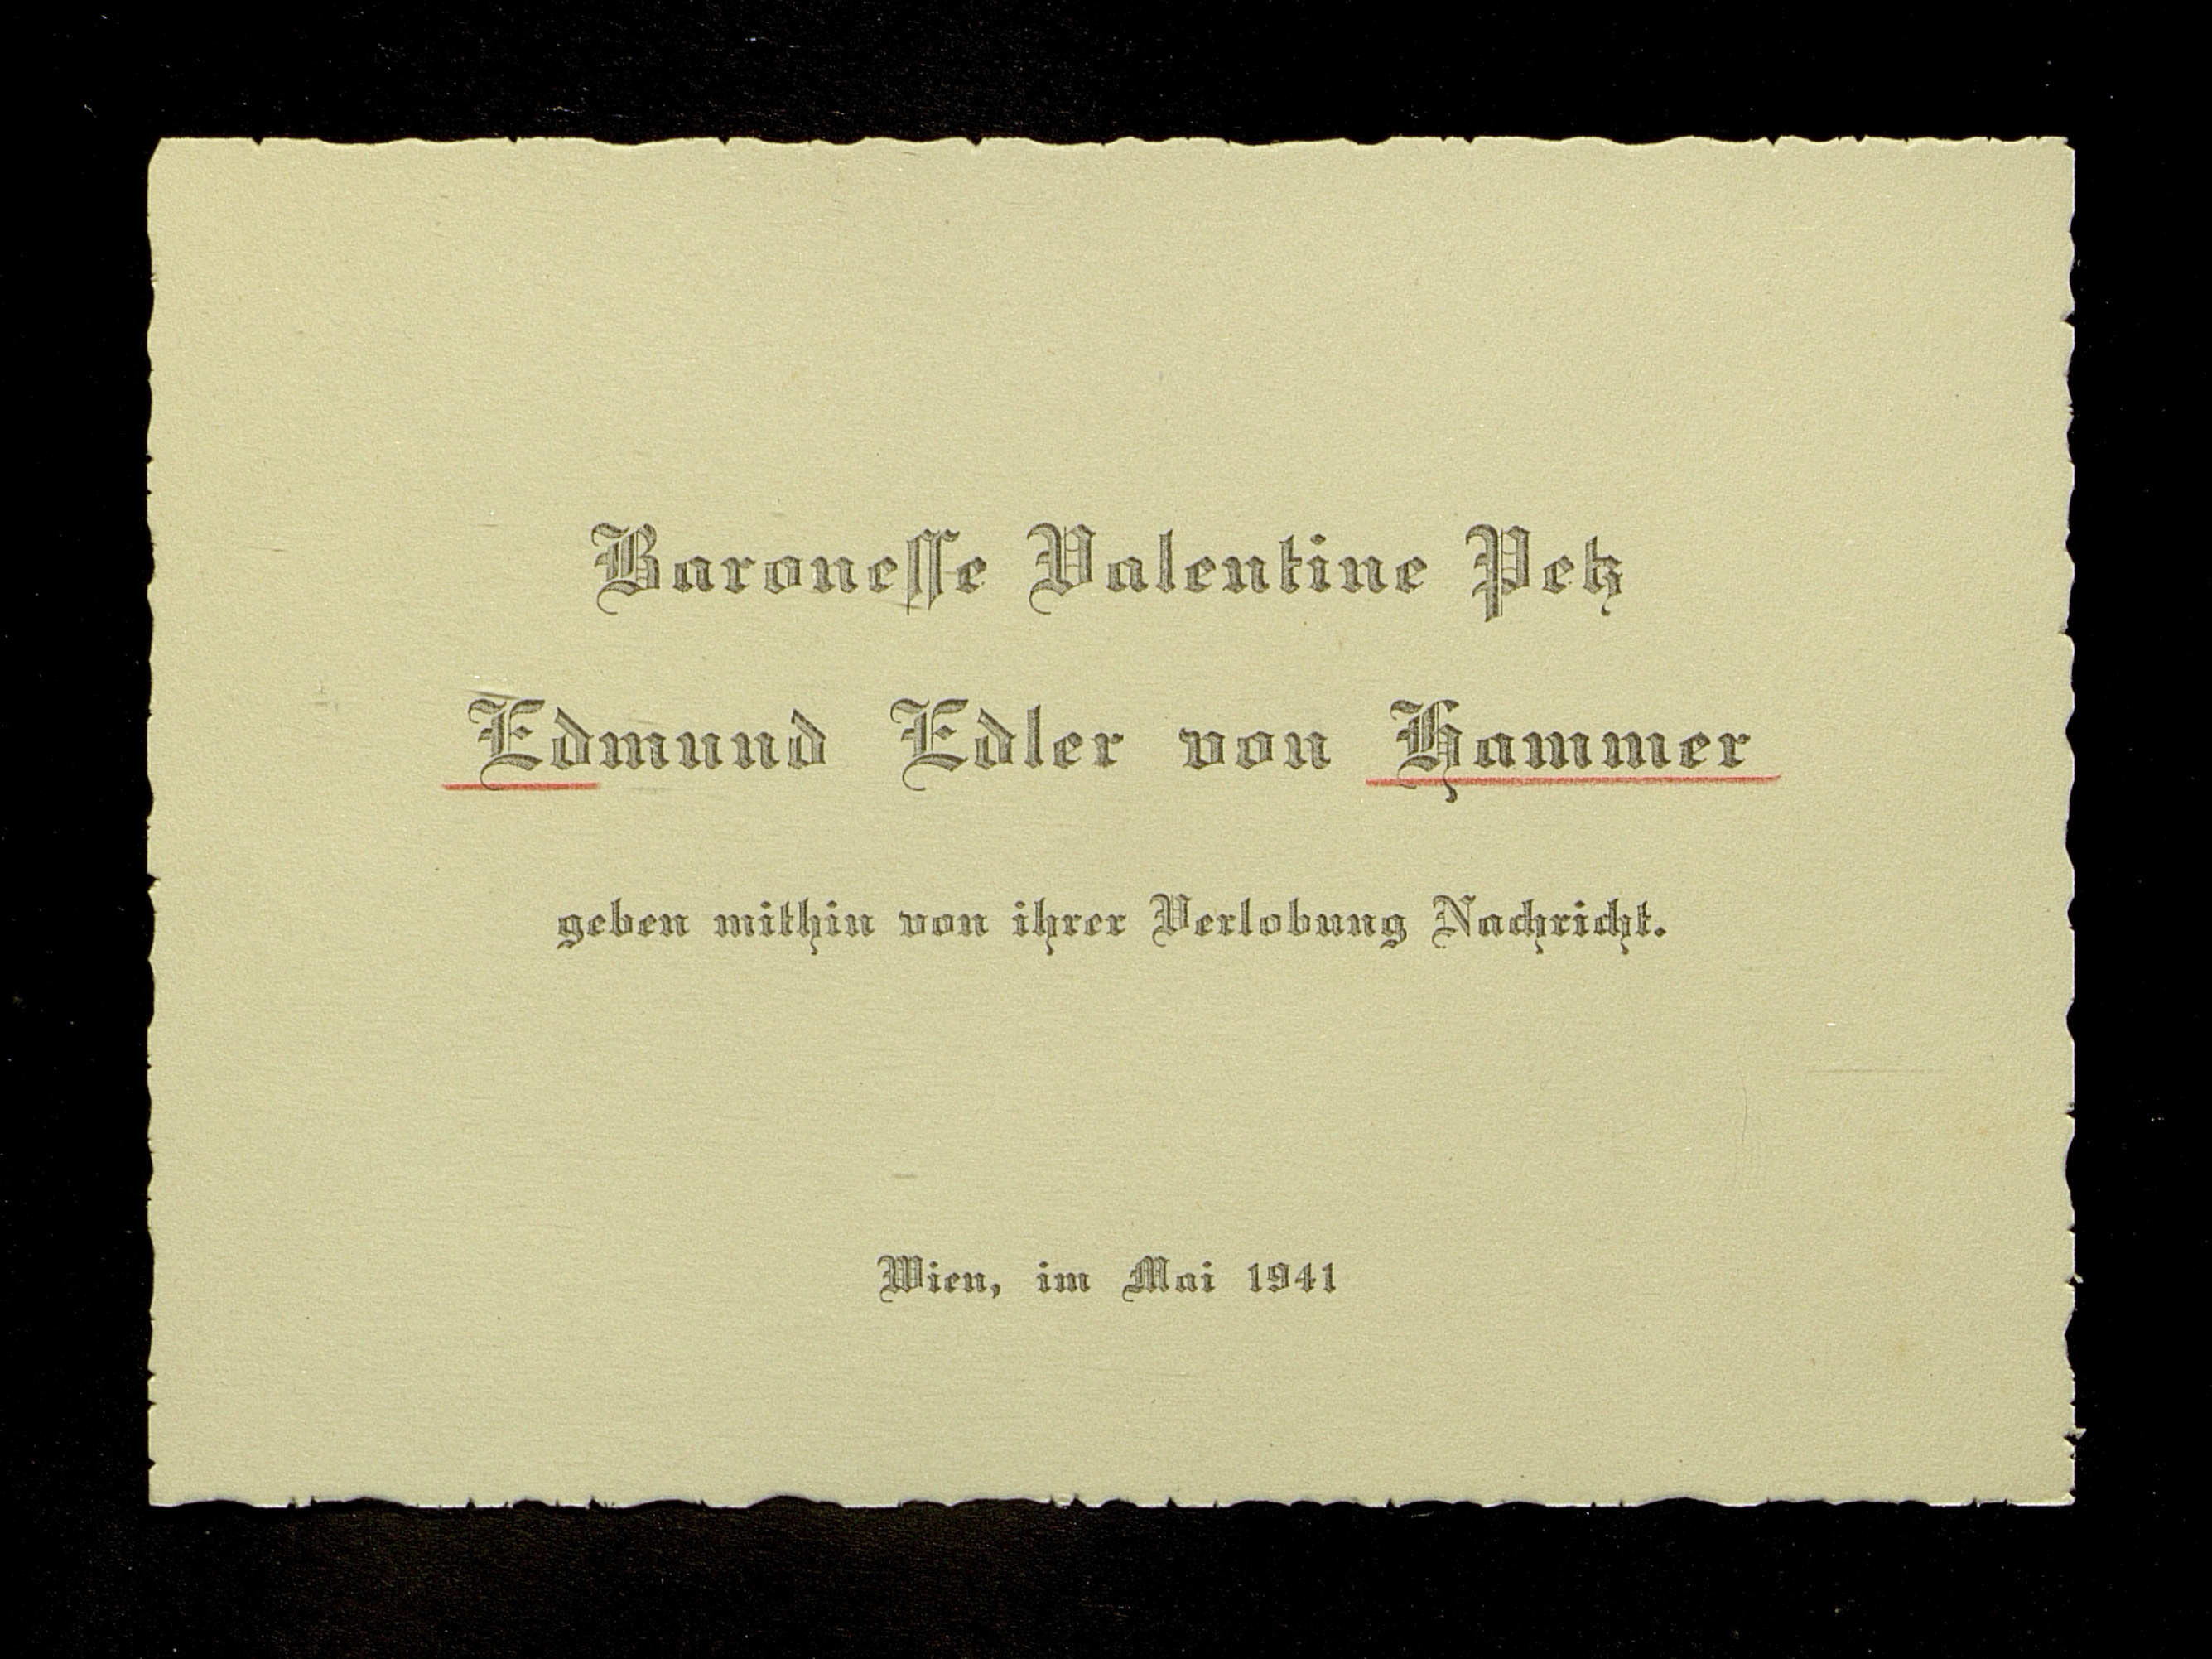 Baronesse Valentine Petz
Edmund Edler von Hammer
geben mithin von ihrer Verlobung Nachricht.
Wien, im Mai 1941